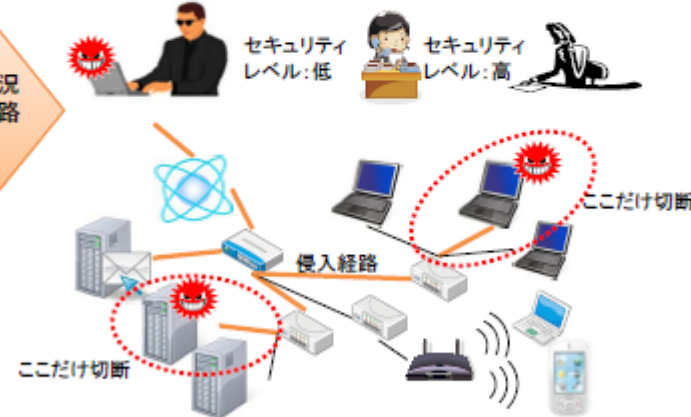 況
路
セキュリティ
レベル：低
セキュリティ
レベル：高
ここだけ切断
侵入経路
ここだけ切断